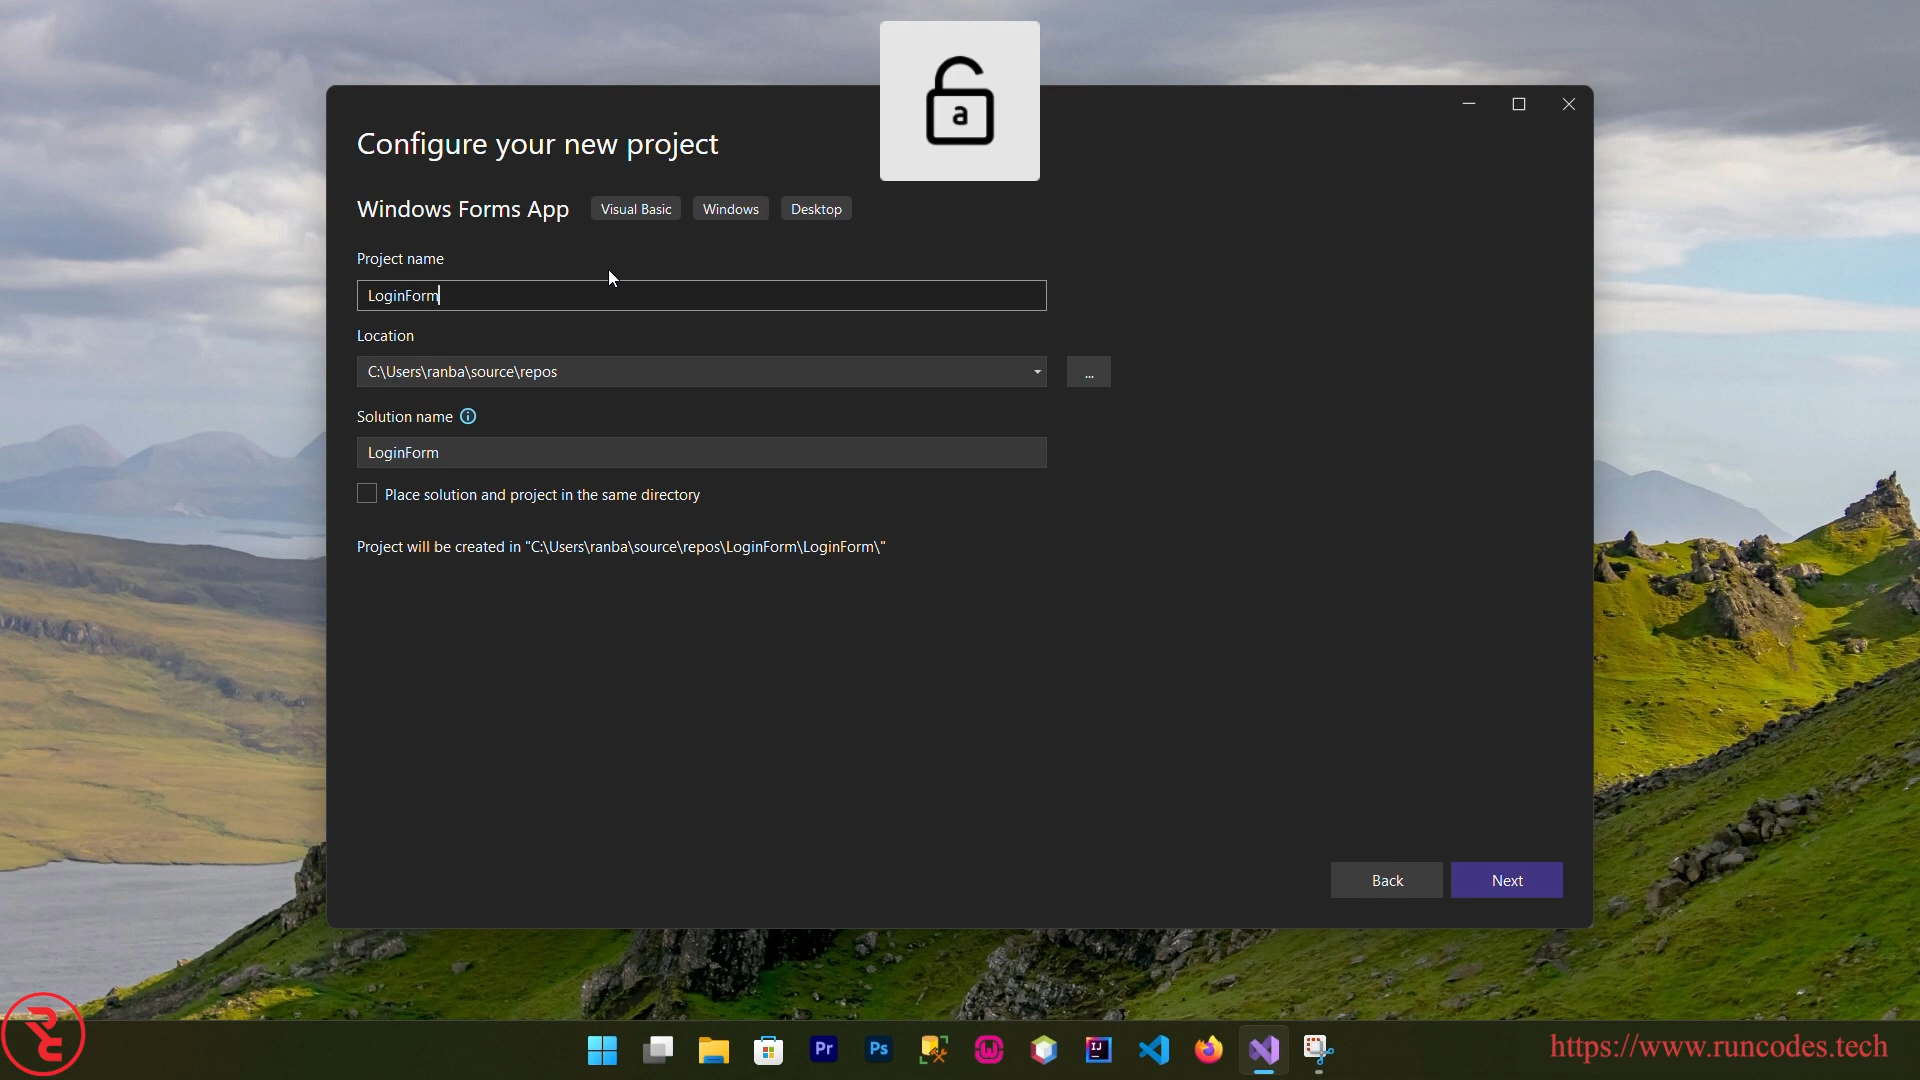 a
Configure your new project
Windows Forms App Visual Basic Windows Desktop
Project name
LoginForm
Location
C:\Users\ranba\source\repos
...
Solution name
LoginForm
Place solution and project in the same directory
Project will be created in "C:\Users\ranba\source\repos\LoginForm\LoginForm\"
Back Next
Pr Ps IJ
https://www.runcodes.tech